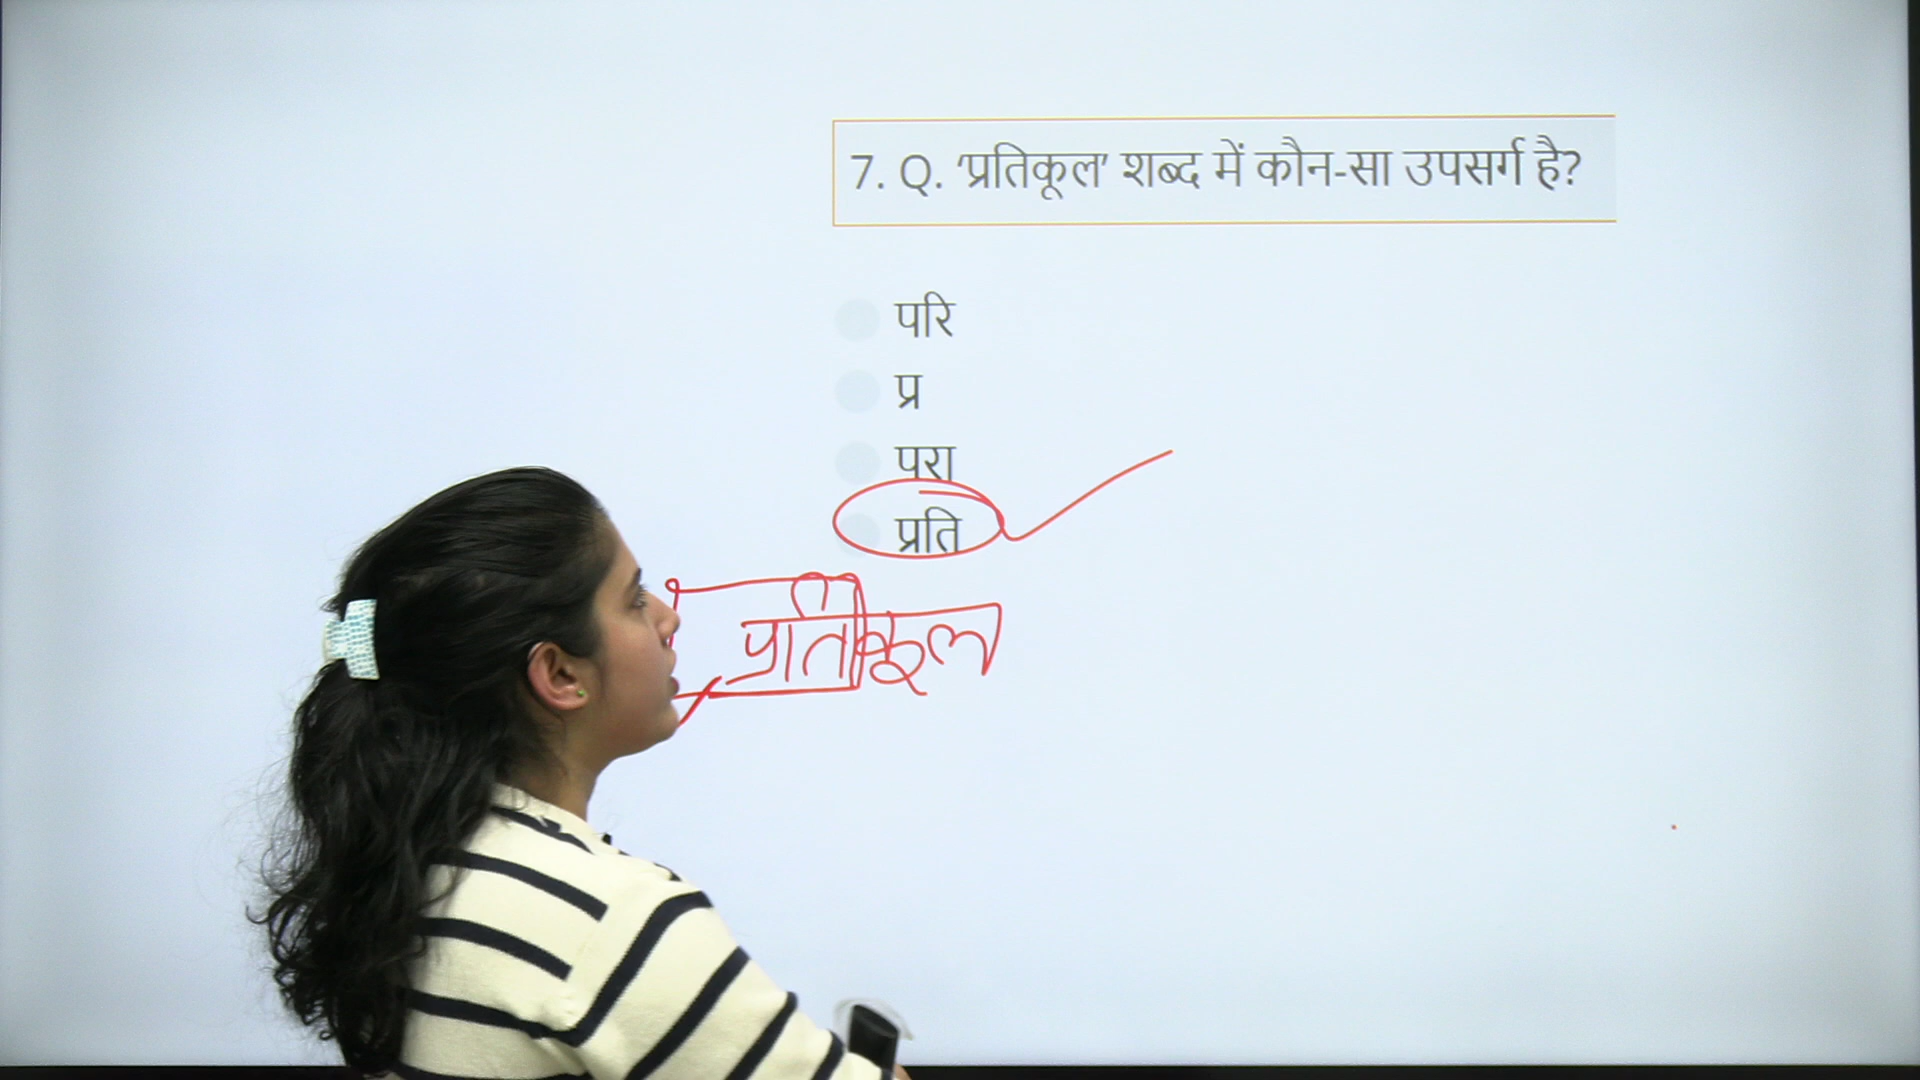 7. Q. ‘प्रतिकूल’ शब्द में कौन-सा उपसर्ग है?
परि
प्र
परा
प्रति
प्रतिकूल